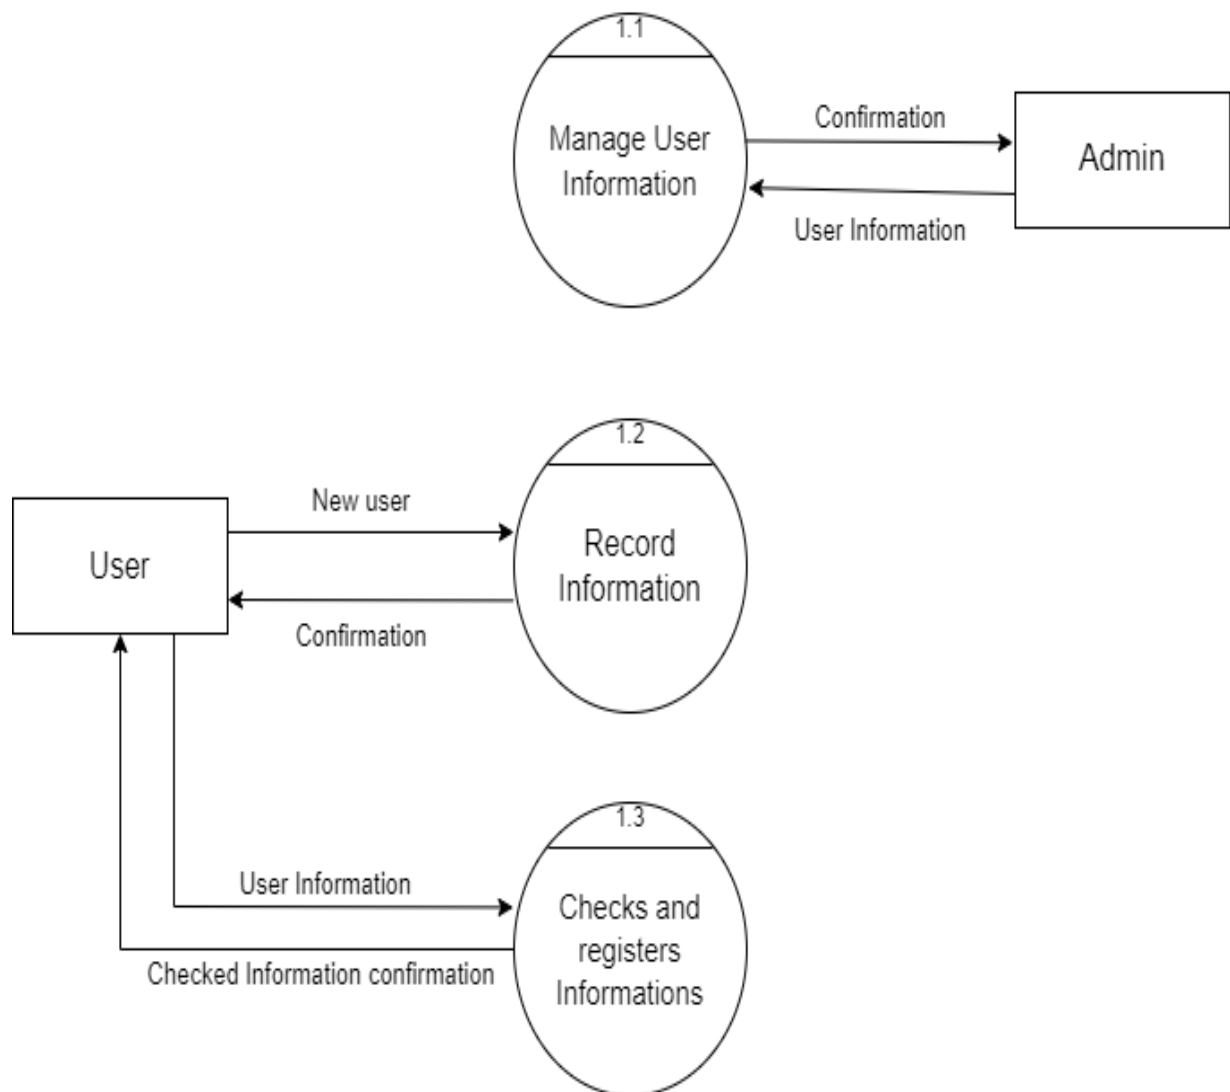 1.1
Manage User
Information
Confirmation
Admin
User Information
1.2
New user
User
Record
Information
Confirmation
1.3
User Information
Checks and
registers
Informations
Checked Information confirmation